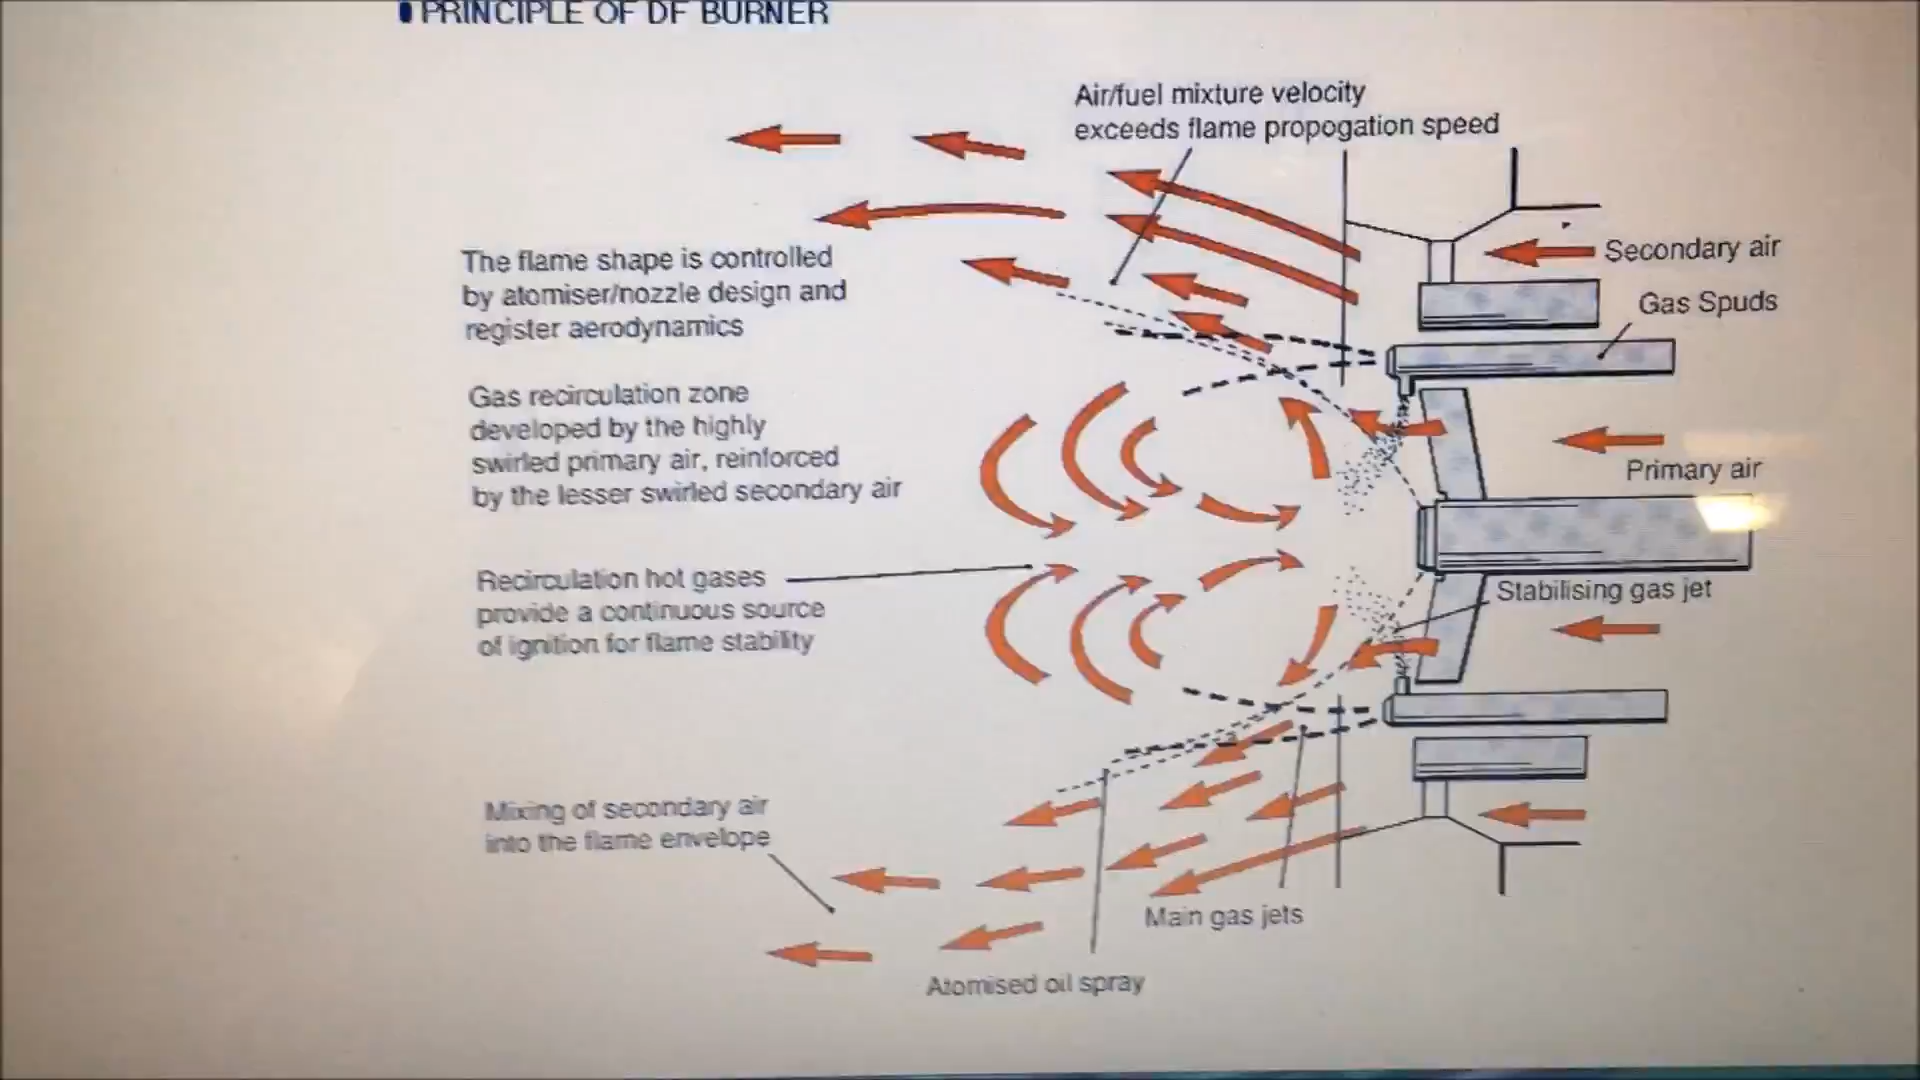 PRINCIPLE OF DF BURNER
Air/fuel mixture velocity
exceeds flame propogation speed
Secondary air
Gas Spuds
The flame shape is controlled
by atomiser/nozzle design and
register aerodynamics
Gas recirculation zone
developed by the highly
swirled primary air, reinforced
by the lesser swirled secondary air
Primary air
Recirculation hot gases
provide a continuous source
of ignition for flame stability
Stabilising gas jet
Mixing of secondary air
into the flame envelope
Main gas jets
Atomised oil spray